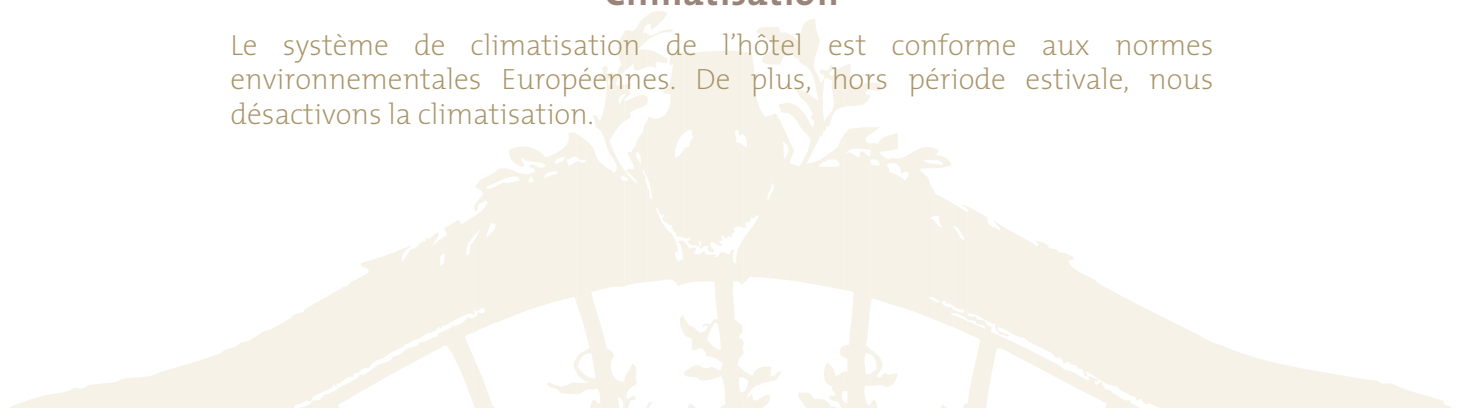 Climatisation
Le système de climatisation de l'hôtel est conforme aux normes
environnementales Européennes. De plus, hors période estivale, nous
désactivons la climatisation.